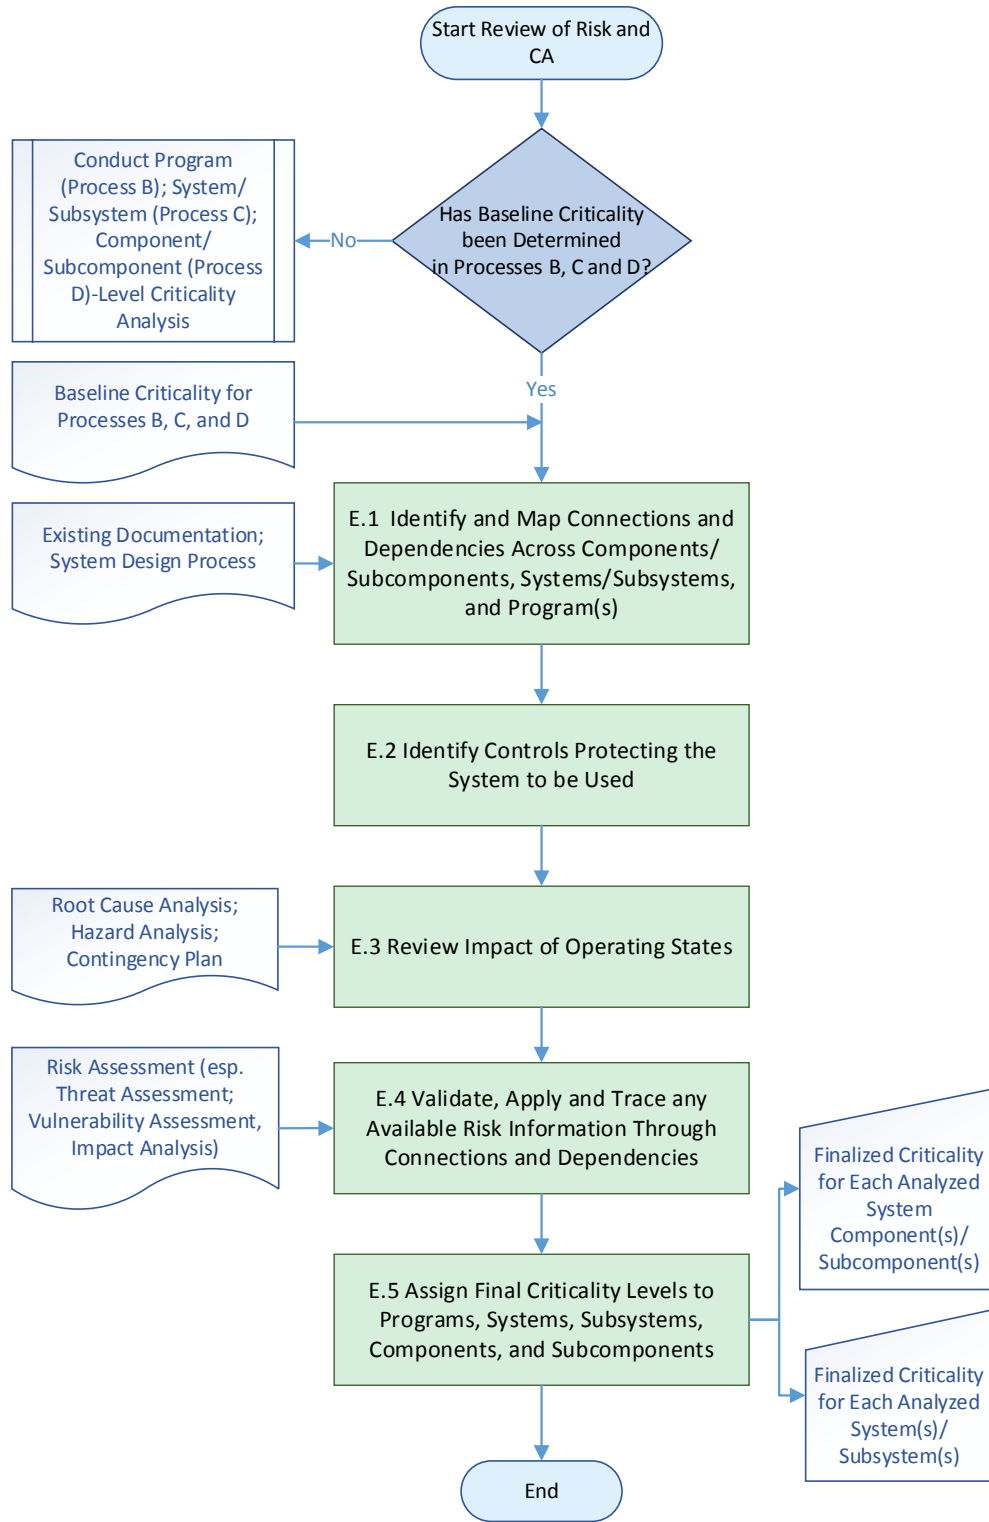 Start Review of Risk and
CA
Has Baseline Criticality
been Determined
in Processes B, C and D?
No
Conduct Program
(Process B); System/
Subsystem (Process C);
Component/
Subcomponent (Process
D)-Level Criticality
Analysis
Yes
Baseline Criticality for
Processes B, C, and D
E.1 Identify and Map Connections and
Dependencies Across Components/
Subcomponents, Systems/Subsystems,
and Program(s)
Existing Documentation;
System Design Process
E.2 Identify Controls Protecting the
System to be Used
Root Cause Analysis;
Hazard Analysis;
Contingency Plan
E.3 Review Impact of Operating States
Risk Assessment (esp.
Threat Assessment;
Vulnerability Assessment,
Impact Analysis)
E.4 Validate, Apply and Trace any
Available Risk Information Through
Connections and Dependencies
Finalized Criticality
for Each Analyzed
System
Component(s)/
Subcomponent(s)
E.5 Assign Final Criticality Levels to
Programs, Systems, Subsystems,
Components, and Subcomponents
Finalized Criticality
for Each Analyzed
System(s)/
Subsystem(s)
End